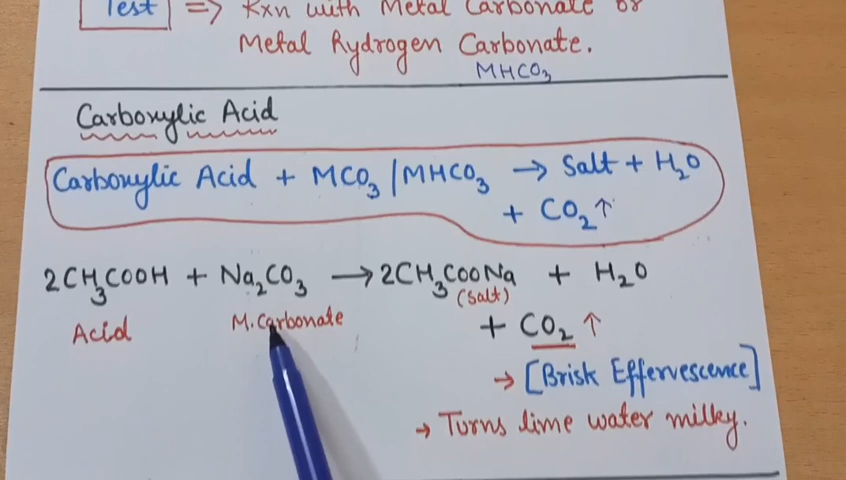 Test => Rxn with Metal Carbonate or
Metal Hydrogen Carbonate.
MHCO₃
Carboxylic Acid
Carboxylic Acid + MCO₃/MHCO₃ → Salt + H₂O
+ CO₂↑
2CH₃COOH + Na₂CO₃ → 2CH₃COONa + H₂O
(Salt)
Acid M. Carbonate + CO₂ ↑
→ [Brisk Effervescence]
→ Turns lime water milky.